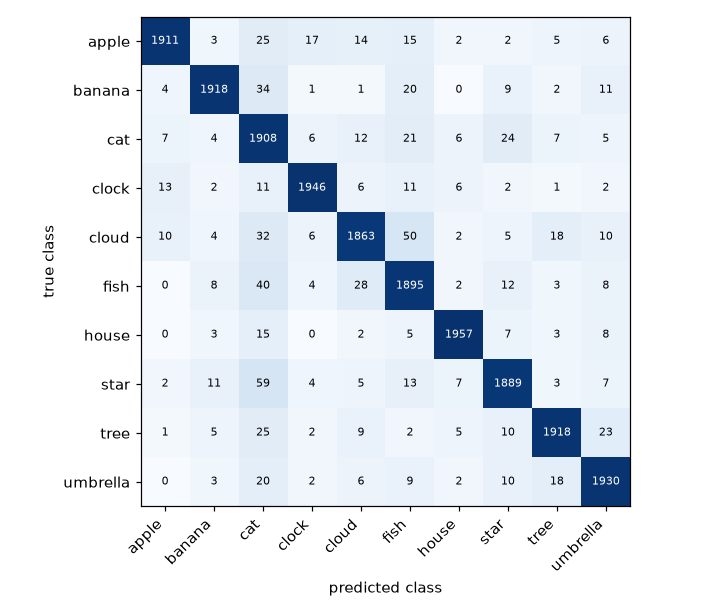 apple 1911 3 25 17 14 15 2 2 5 6
banana 4 1918 34 1 1 20 0 9 2 11
cat 7 4 1908 6 12 21 6 24 7 5
clock 13 2 11 1946 6 11 6 2 1 2
cloud 10 4 32 6 1863 50 2 5 18 10
fish 0 8 40 4 28 1895 2 12 3 8
house 0 3 15 0 2 5 1957 7 3 8
star 2 11 59 4 5 13 7 1889 3 7
tree 1 5 25 2 9 2 5 10 1918 23
umbrella 0 3 20 2 6 9 2 10 18 1930
apple banana cat clock cloud fish house star tree umbrella
predicted class
true class